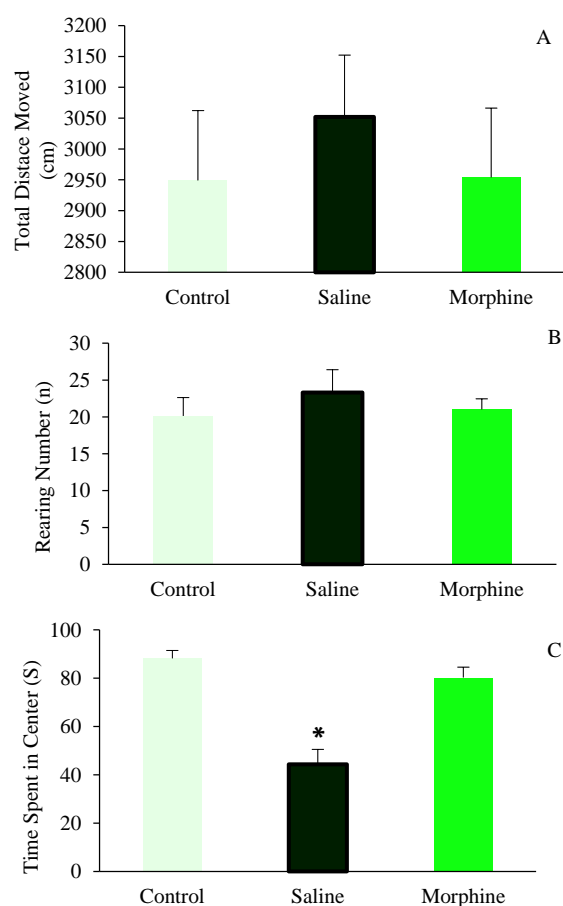 A
Total Distace Moved
(cm)
3200
3150
3100
3050
3000
2950
2900
2850
2800
Control Saline Morphine
B
Rearing Number (n)
30
25
20
15
10
5
0
Control Saline Morphine
C
Time Spent in Center (S)
100
80
60
40
20
0
*
Control Saline Morphine